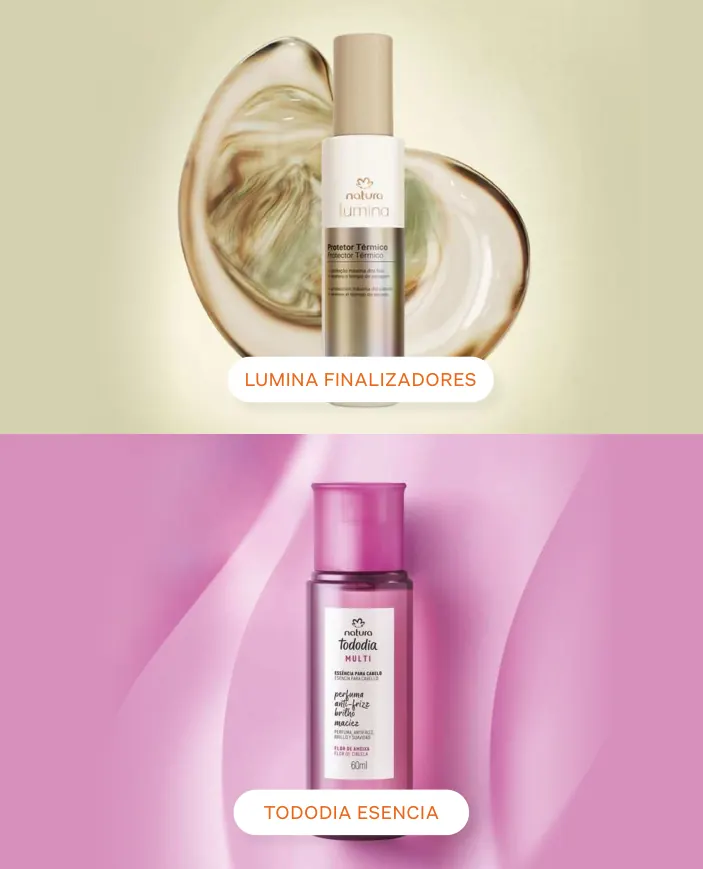 natura
lumina
Protetor Térmico
Protector Térmico
LUMINA FINALIZADORES
natura
tododia
MULTI
ESSÊNCIA PARA CABELO
ESENCIA PARA CABELLO
perfuma
anti-frizz
brilho
maciez
PERFUMA, ANTIFRIZZ,
BRILLO Y SUAVIDAD
FLOR DE AMEIXA
FLOR DE CIRUELA
60ml
TODODIA ESENCIA